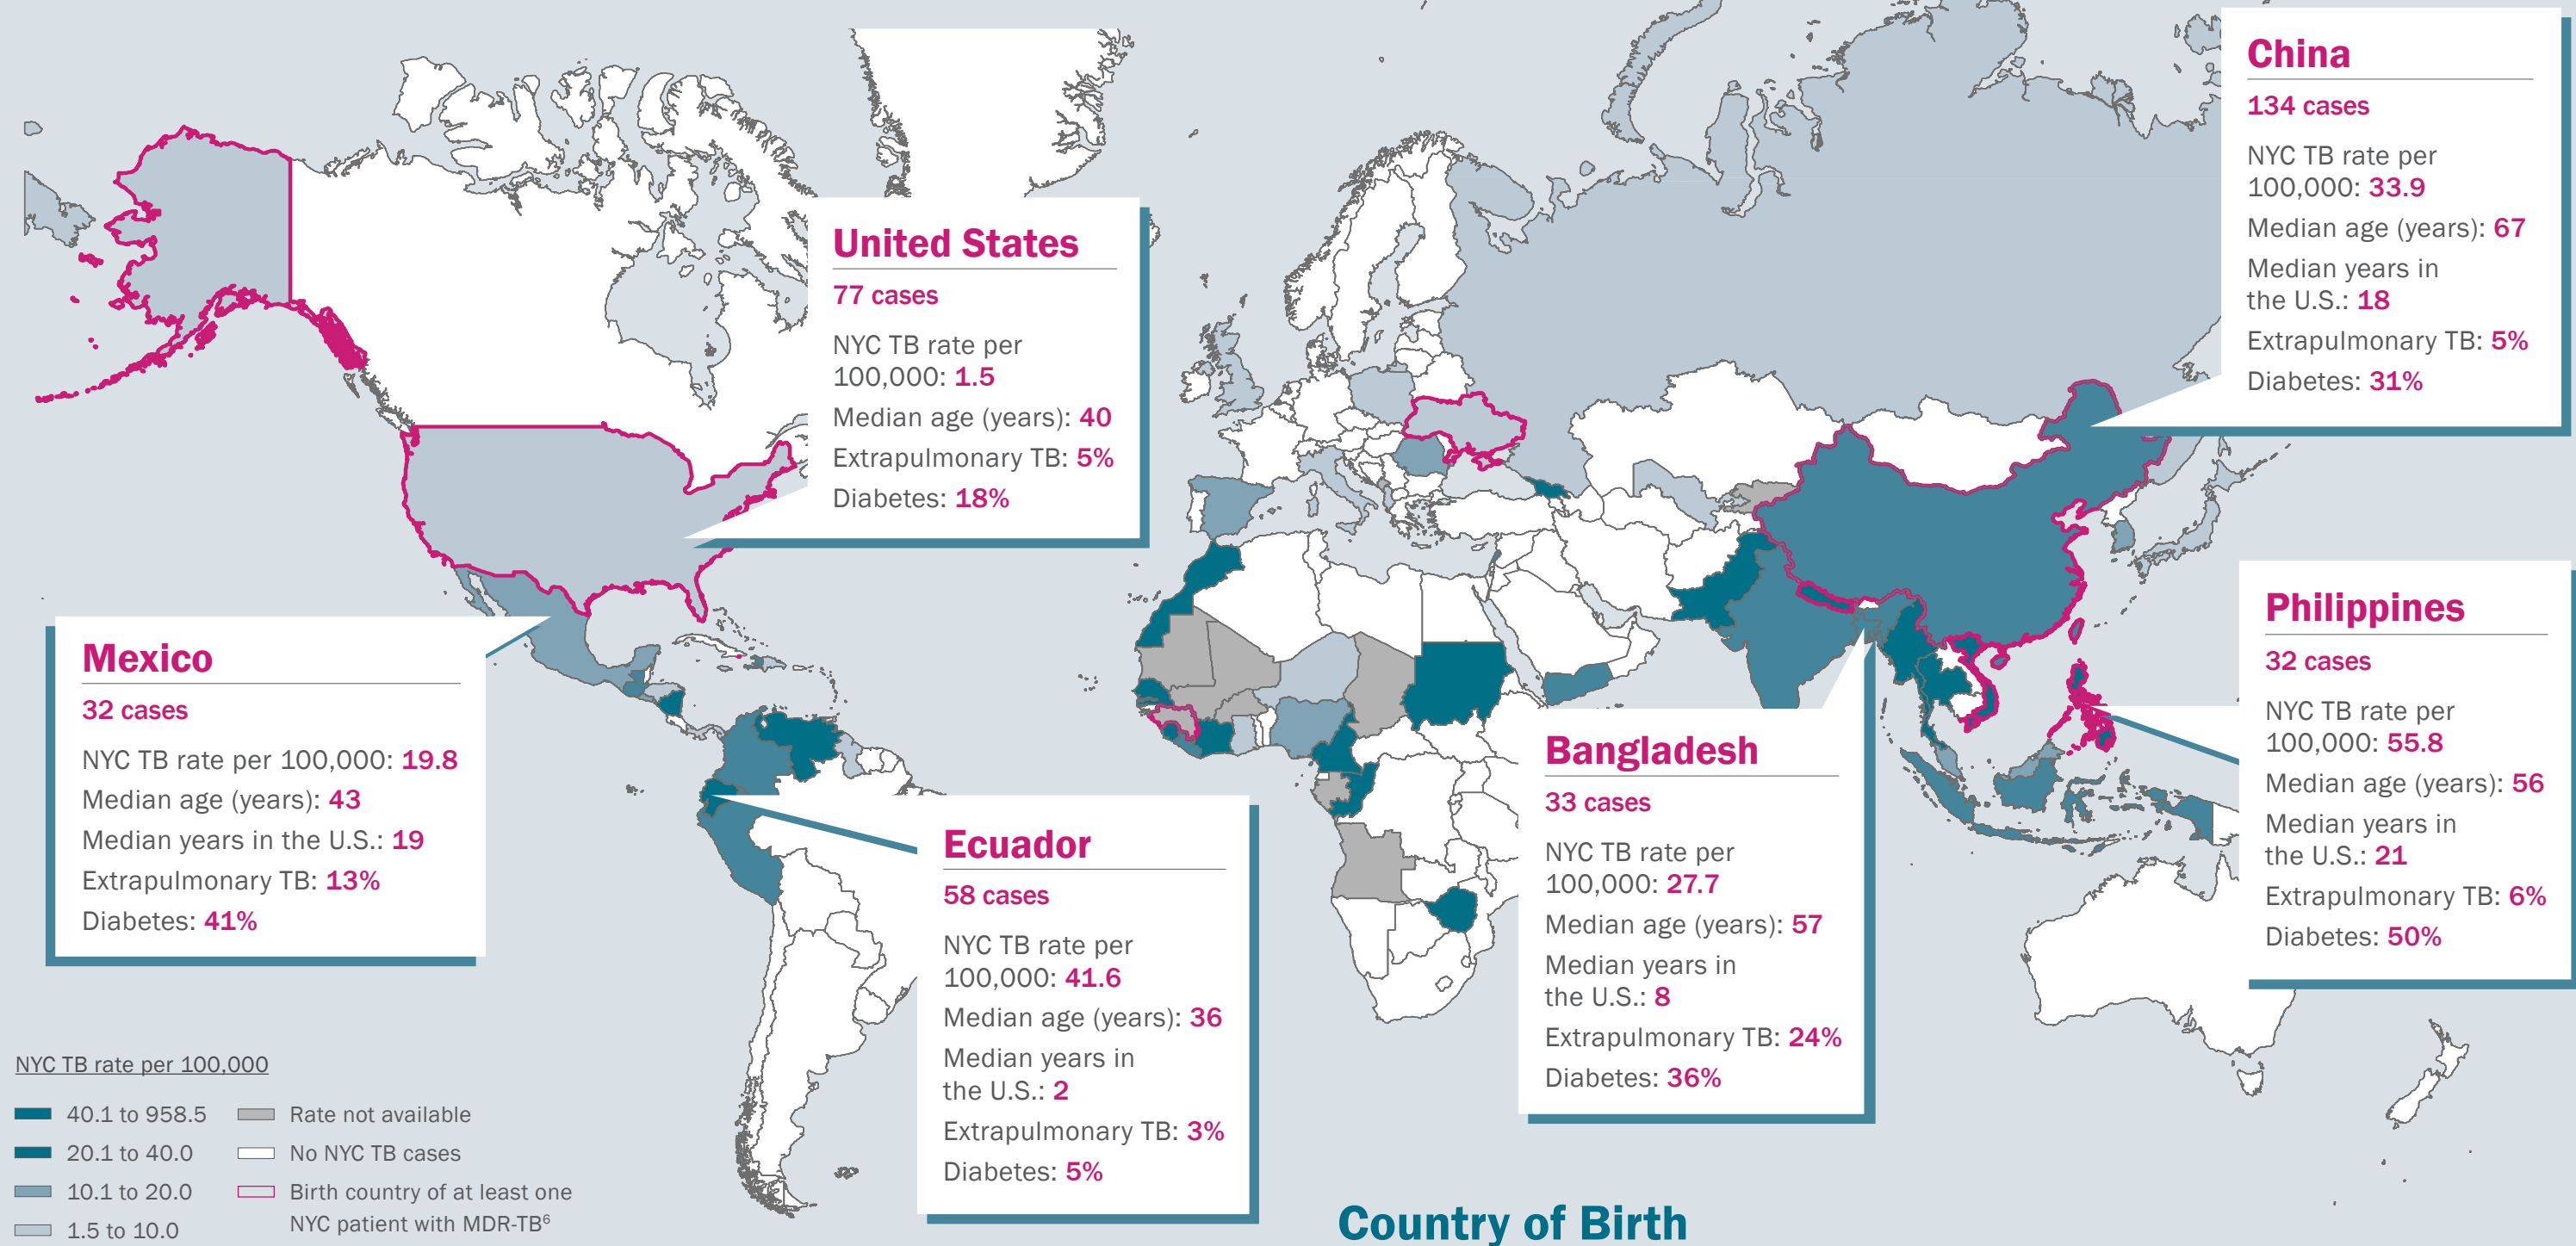 China
134 cases
NYC TB rate per
100,000: 33.9
Median age (years): 67
Median years in
the U.S.: 18
Extrapulmonary TB: 5%
Diabetes: 31%
United States
77 cases
NYC TB rate per
100,000: 1.5
Median age (years): 40
Extrapulmonary TB: 5%
Diabetes: 18%
Mexico
32 cases
NYC TB rate per 100,000: 19.8
Median age (years): 43
Median years in the U.S.: 19
Extrapulmonary TB: 13%
Diabetes: 41%
Ecuador
58 cases
NYC TB rate per
100,000: 41.6
Median age (years): 36
Median years in
the U.S.: 2
Extrapulmonary TB: 3%
Diabetes: 5%
Bangladesh
33 cases
NYC TB rate per
100,000: 27.7
Median age (years): 57
Median years in
the U.S.: 8
Extrapulmonary TB: 24%
Diabetes: 36%
Philippines
32 cases
NYC TB rate per
100,000: 55.8
Median age (years): 56
Median years in
the U.S.: 21
Extrapulmonary TB: 6%
Diabetes: 50%
NYC TB rate per 100,000
40.1 to 958.5
20.1 to 40.0
10.1 to 20.0
1.5 to 10.0
Rate not available
No NYC TB cases
Birth country of at least one
NYC patient with MDR-TB⁶
Country of Birth